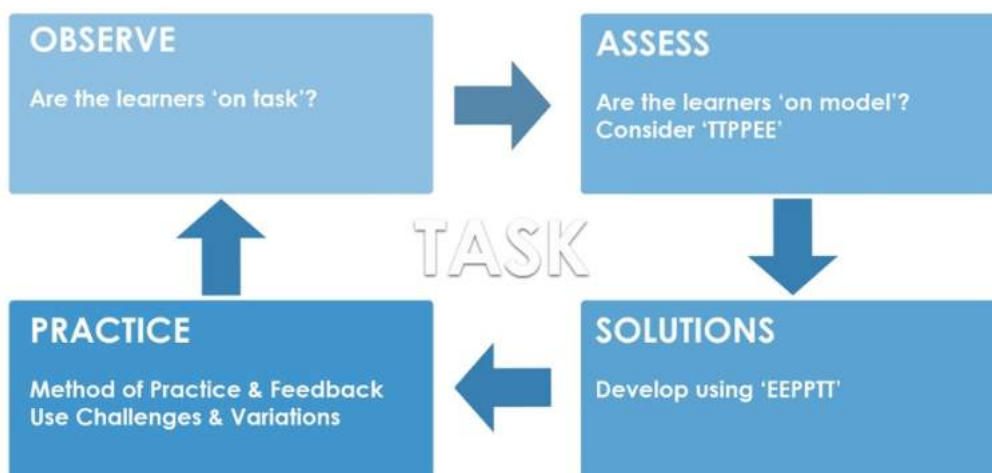 OBSERVE
Are the learners ‘on task’?
ASSESS
Are the learners ‘on model’?
Consider ‘TTPPEE’
TASK
PRACTICE
Method of Practice & Feedback
Use Challenges & Variations
SOLUTIONS
Develop using ‘EEPPTT’